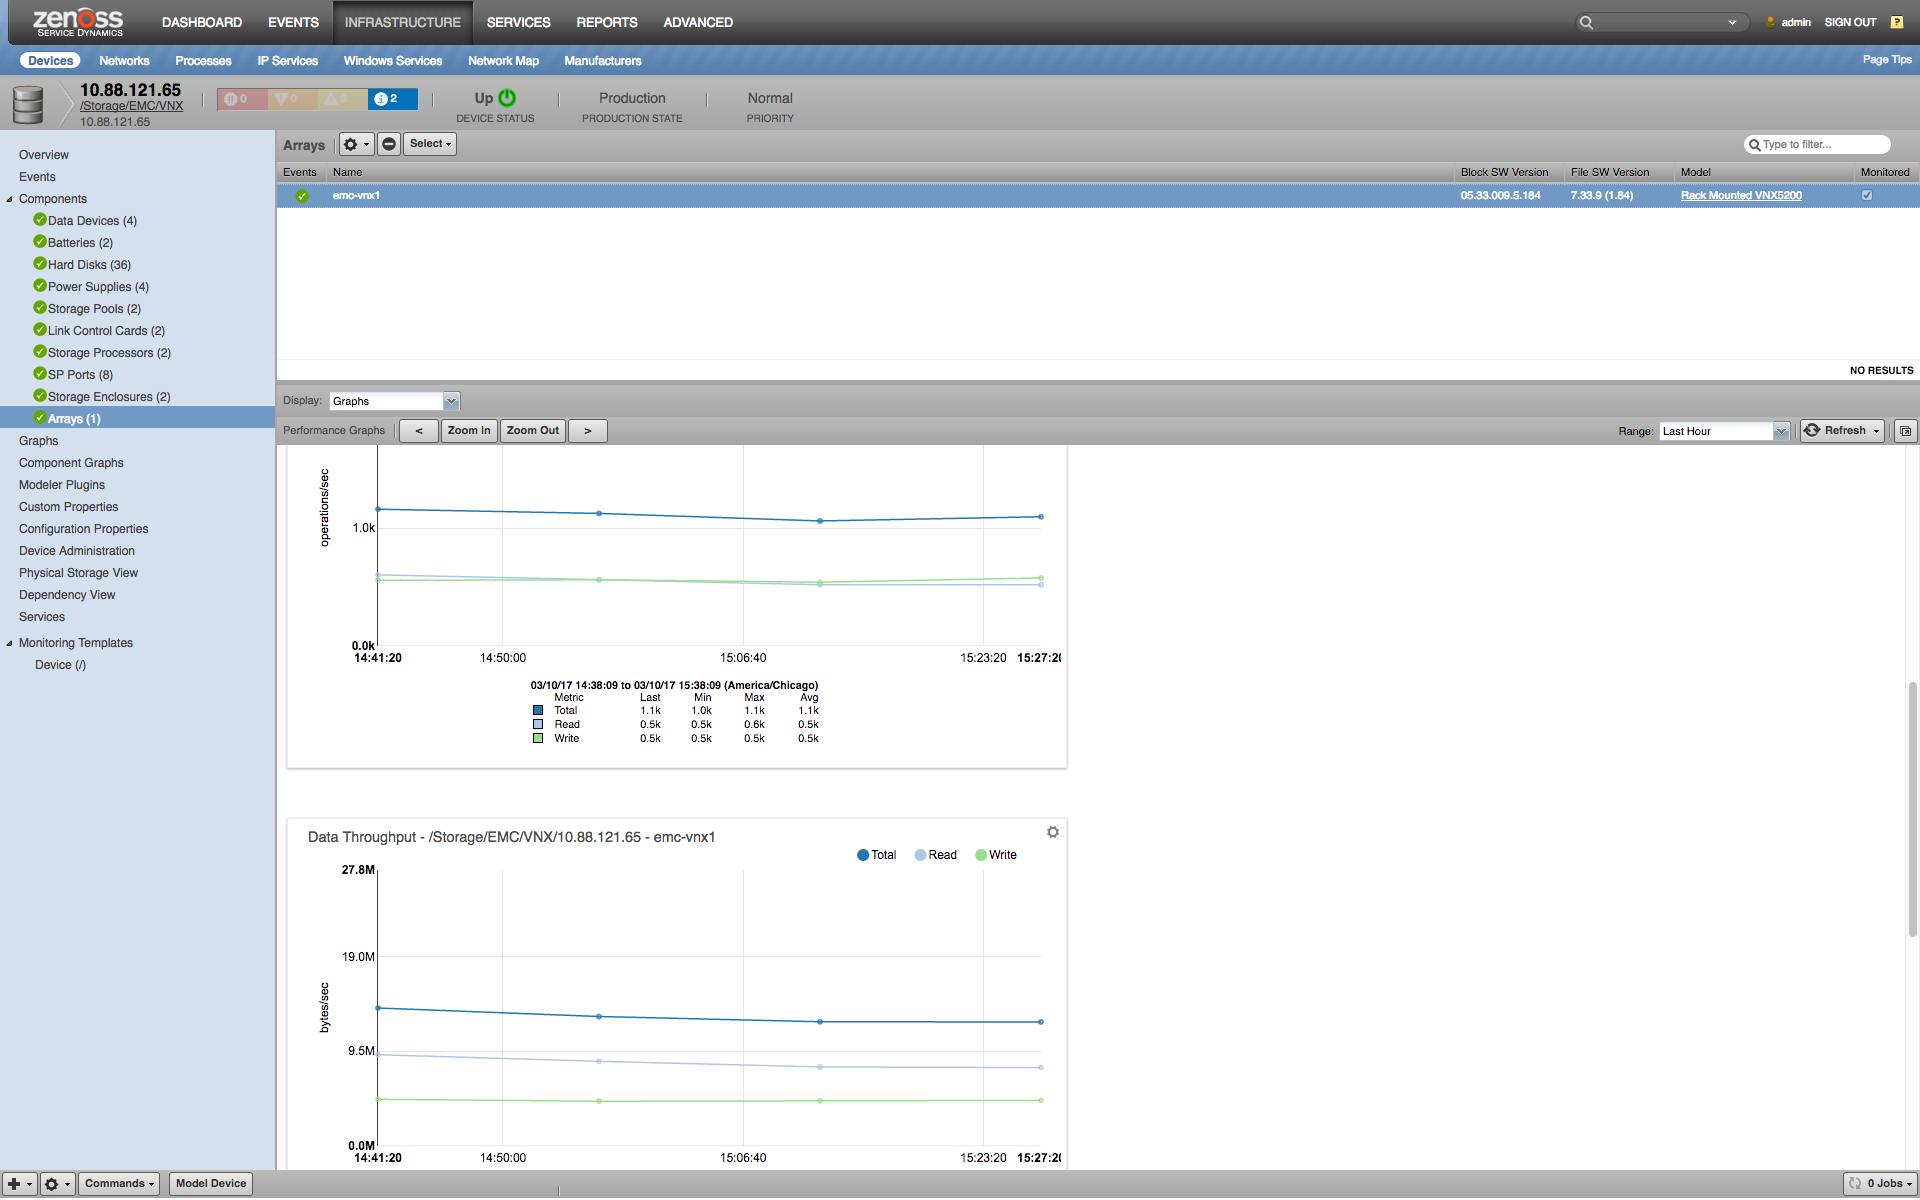 zenoss
SERVICE DYNAMICS
DASHBOARD EVENTS INFRASTRUCTURE SERVICES REPORTS ADVANCED
admin SIGN OUT ?
Devices Networks Processes IP Services Windows Services Network Map Manufacturers Page Tips
10.88.121.65
/Storage/EMC/VNX
10.88.121.65
0 0 0 2
Up
DEVICE STATUS
Production
PRODUCTION STATE
Normal
PRIORITY
Overview
Events
Components
Data Devices (4)
Batteries (2)
Hard Disks (36)
Power Supplies (4)
Storage Pools (2)
Link Control Cards (2)
Storage Processors (2)
SP Ports (8)
Storage Enclosures (2)
Arrays (1)
Graphs
Component Graphs
Modeler Plugins
Custom Properties
Configuration Properties
Device Administration
Physical Storage View
Dependency View
Services
Monitoring Templates
Device (/)
Arrays Select Type to filter...
Events Name Block SW Version File SW Version Model Monitored
emc-vnx1 05.33.009.5.184 7.33.9 (1.84) Rack Mounted VNX5200
NO RESULTS
Display: Graphs
Performance Graphs < Zoom In Zoom Out > Range: Last Hour Refresh
operations/sec
1.0k
0.0k
14:41:20 14:50:00 15:06:40 15:23:20 15:27:20
03/10/17 14:38:09 to 03/10/17 15:38:09 (America/Chicago)
Metric Last Min Max Avg
Total 1.1k 1.0k 1.1k 1.1k
Read 0.5k 0.5k 0.6k 0.5k
Write 0.5k 0.5k 0.5k 0.5k
Data Throughput - /Storage/EMC/VNX/10.88.121.65 - emc-vnx1
Total Read Write
27.8M
19.0M
bytes/sec
9.5M
0.0M
14:41:20 14:50:00 15:06:40 15:23:20 15:27:20
Commands Model Device 0 Jobs